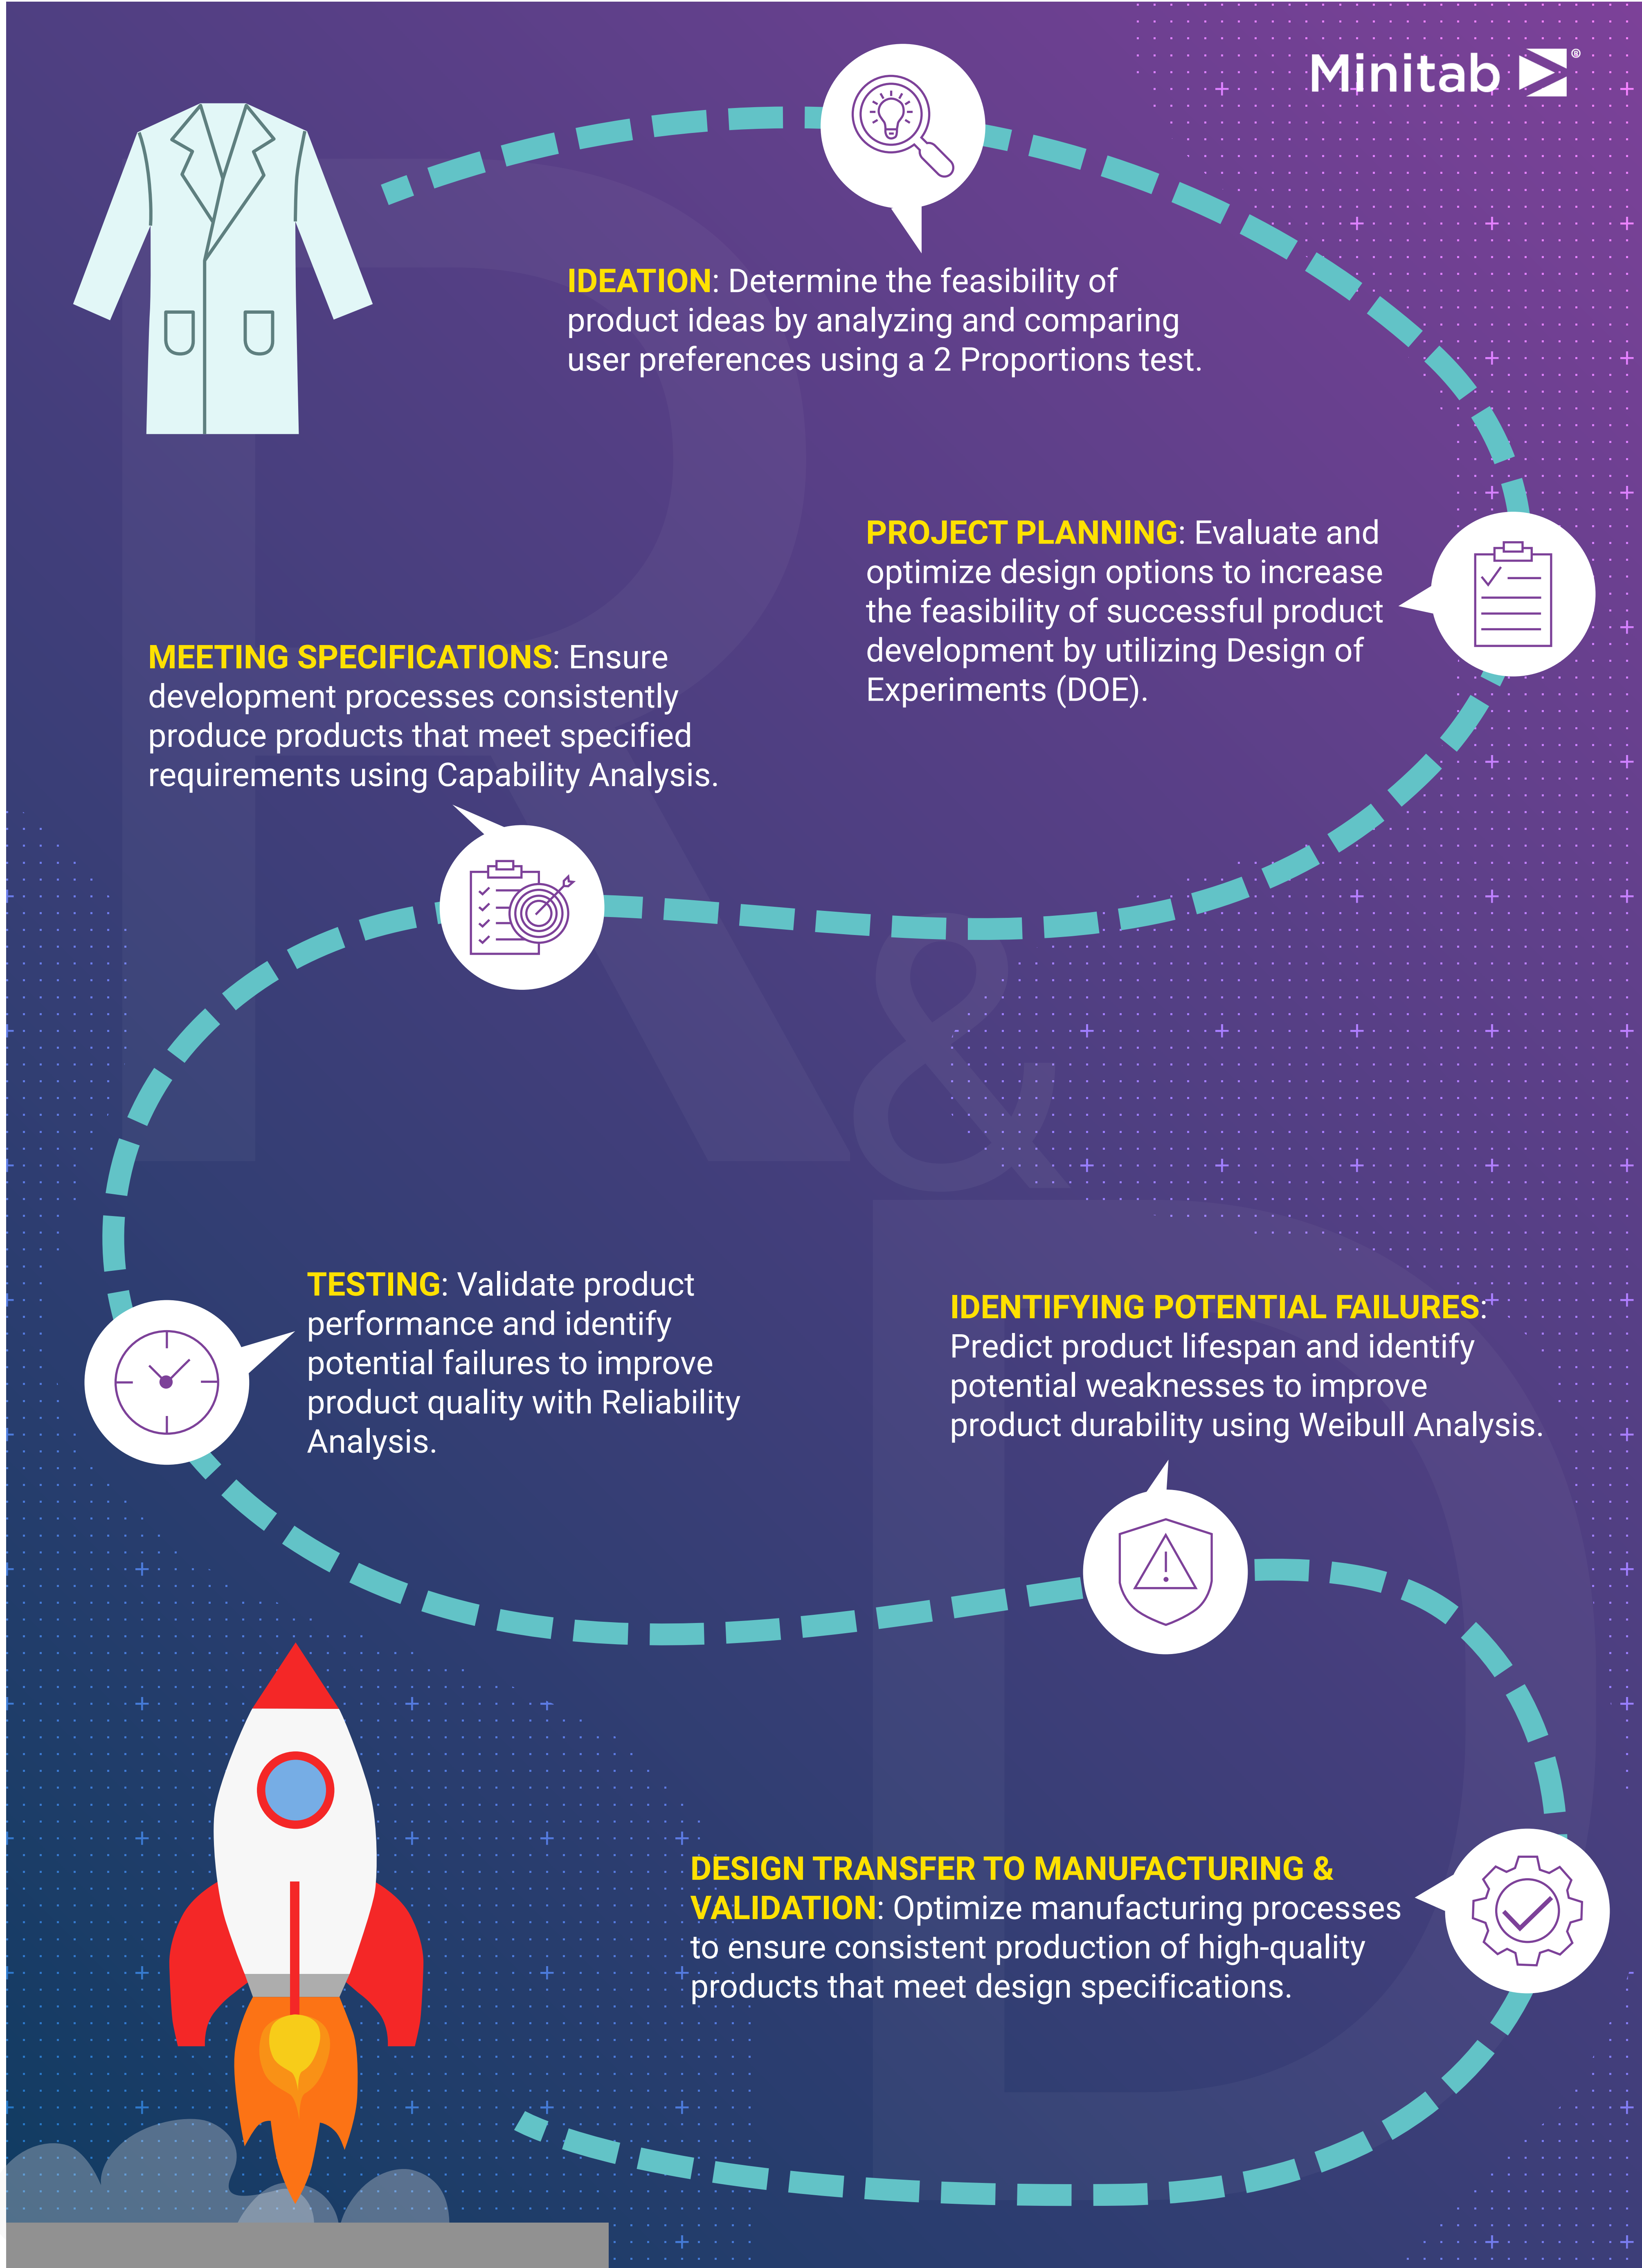 Minitab ®
IDEATION: Determine the feasibility of
product ideas by analyzing and comparing
user preferences using a 2 Proportions test.
PROJECT PLANNING: Evaluate and
optimize design options to increase
the feasibility of successful product
development by utilizing Design of
Experiments (DOE).
MEETING SPECIFICATIONS: Ensure
development processes consistently
produce products that meet specified
requirements using Capability Analysis.
R
&
D
TESTING: Validate product
performance and identify
potential failures to improve
product quality with Reliability
Analysis.
IDENTIFYING POTENTIAL FAILURES:
Predict product lifespan and identify
potential weaknesses to improve
product durability using Weibull Analysis.
DESIGN TRANSFER TO MANUFACTURING &
VALIDATION: Optimize manufacturing processes
to ensure consistent production of high-quality
products that meet design specifications.